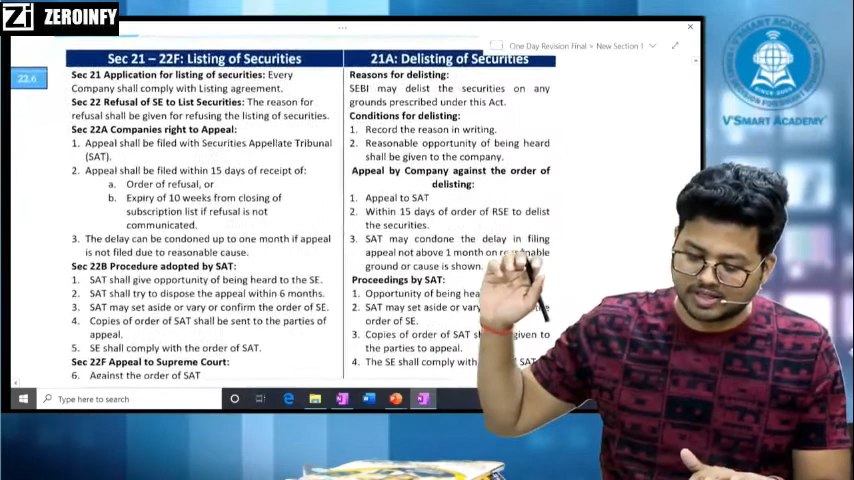 Zi ZEROINFY
One Day Revision Final > New Section 1
22.6
Sec 21 – 22F: Listing of Securities
Sec 21 Application for listing of securities: Every
Company shall comply with Listing agreement.
Sec 22 Refusal of SE to List Securities: The reason for
refusal shall be given for refusing the listing of securities.
Sec 22A Companies right to Appeal:
1. Appeal shall be filed with Securities Appellate Tribunal
(SAT).
2. Appeal shall be filed within 15 days of receipt of:
a. Order of refusal, or
b. Expiry of 10 weeks from closing of
subscription list if refusal is not
communicated.
3. The delay can be condoned up to one month if appeal
is not filed due to reasonable cause.
Sec 22B Procedure adopted by SAT:
1. SAT shall give opportunity of being heard to the SE.
2. SAT shall try to dispose the appeal within 6 months.
3. SAT may set aside or vary or confirm the order of SE.
4. Copies of order of SAT shall be sent to the parties of
appeal.
5. SE shall comply with the order of SAT.
Sec 22F Appeal to Supreme Court:
6. Against the order of SAT
21A: Delisting of Securities
Reasons for delisting:
SEBI may delist the securities on any
grounds prescribed under this Act.
Conditions for delisting:
1. Record the reason in writing.
2. Reasonable opportunity of being heard
shall be given to the company.
Appeal by Company against the order of
delisting:
1. Appeal to SAT
2. Within 15 days of order of RSE to delist
the securities.
3. SAT may condone the delay in filing
appeal not above 1 month on
ground or cause is shown.
Proceedings by SAT:
1. Opportunity of being
2. SAT may set aside or vary the
order of SE.
3. Copies of order of SAT given to
the parties to appeal.
4. The SE shall comply with SAT
Type here to search
V'SMART ACADEMY
SINCE 2008